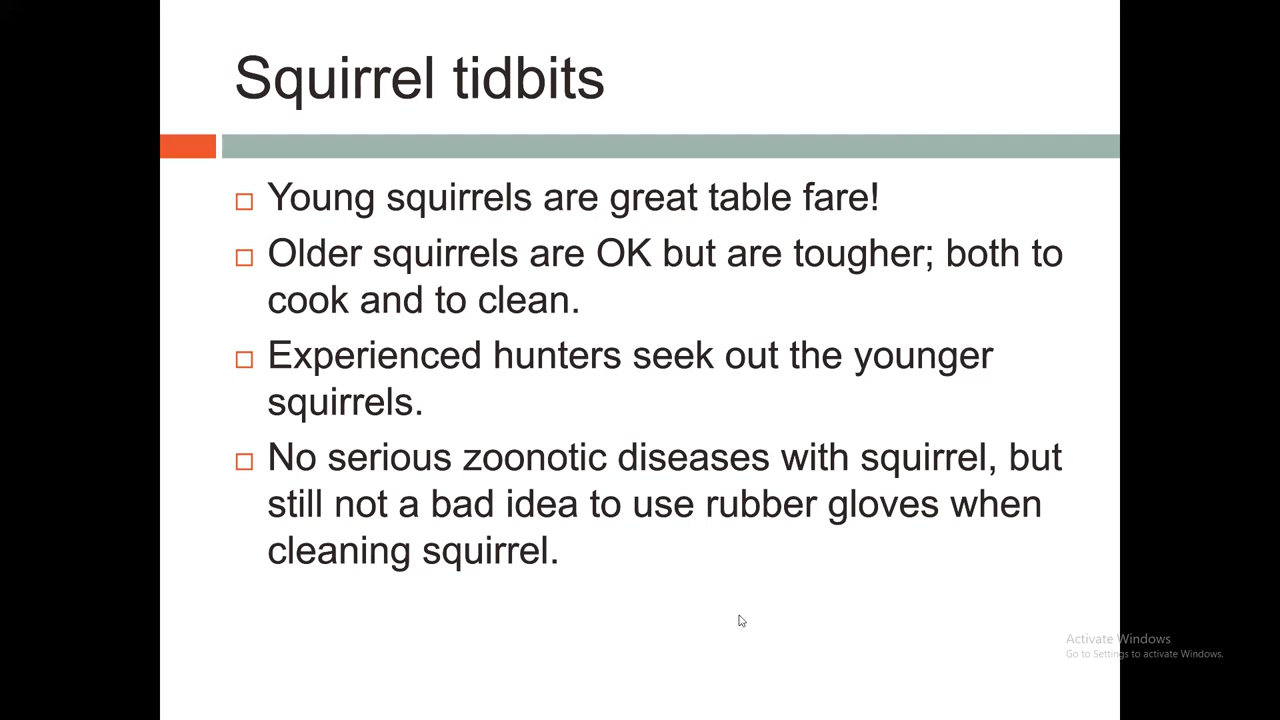 Squirrel tidbits
Young squirrels are great table fare!
Older squirrels are OK but are tougher; both to
cook and to clean.
Experienced hunters seek out the younger
squirrels.
No serious zoonotic diseases with squirrel, but
still not a bad idea to use rubber gloves when
cleaning squirrel.
Activate Windows
Go to Settings to activate Windows.